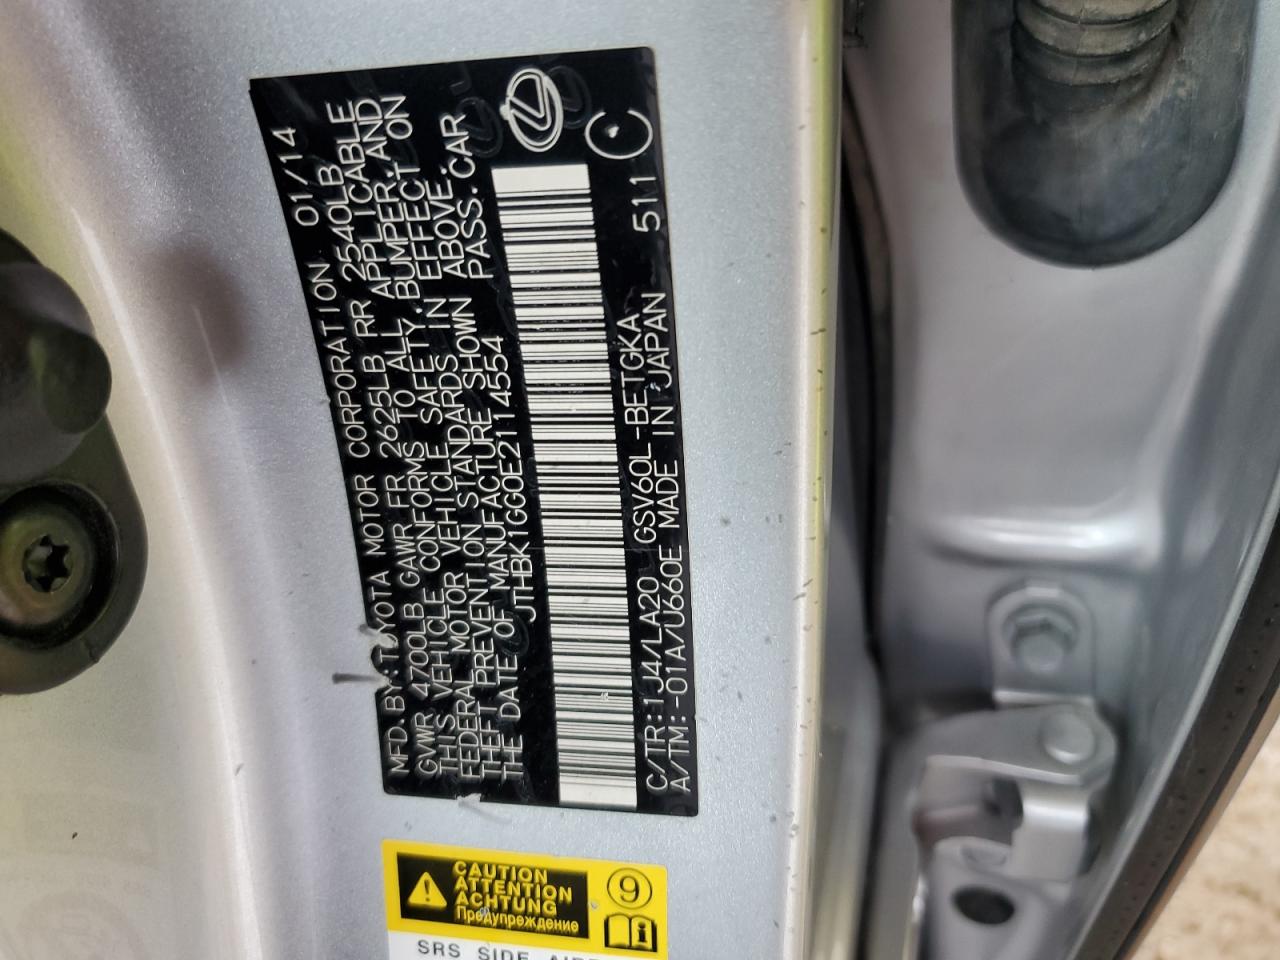 MFD. BY TOYOTA MOTOR CORPORATION 01/14
GVWR 4700LB GAWR FR 2625LB RR 2540LB
THIS VEHICLE CONFORMS TO ALL APPLICABLE
FEDERAL MOTOR VEHICLE SAFETY, BUMPER, AND
THEFT PREVENTION STANDARDS IN EFFECT ON
THE DATE OF MANUFACTURE SHOWN ABOVE.
JTHBK1GG0E2114554 PASS. CAR
C/TR: 1J4/LA20 GSV60L-BETGKA 511 C
A/TM: -01A/U660E MADE IN JAPAN
CAUTION
ATTENTION
ACHTUNG
Предупреждение
9
SRS SIDE